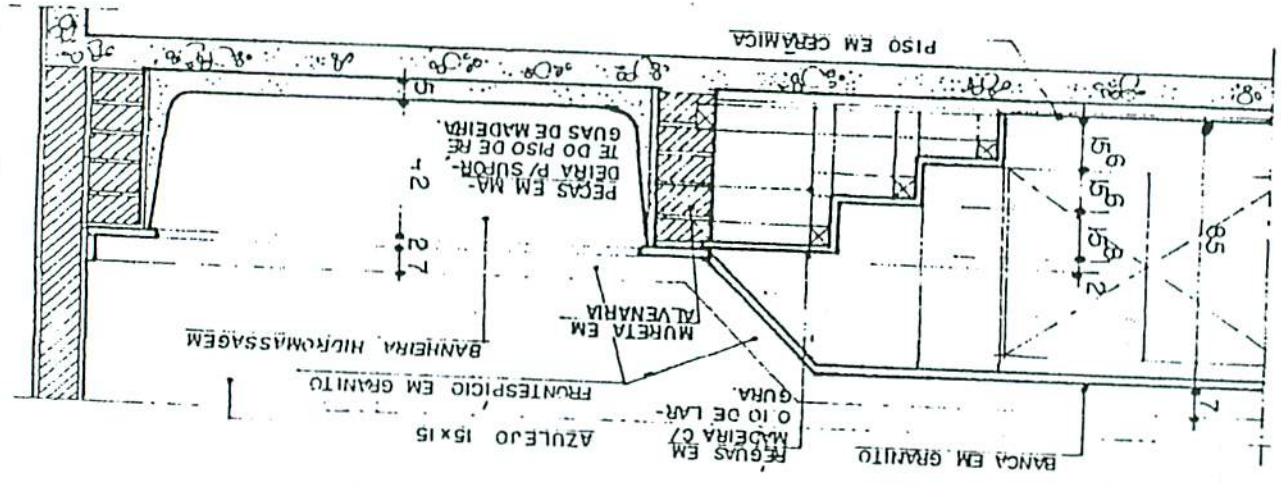 BANCA EM GRANITO
RÉGUAS EM
MADEIRA C/
0.10 DE LAR-
GURA.
AZULEJO 15x15
FRONTESPÍCIO EM GRANITO
BANHEIRA HIDROMASSAGEM
MURETA EM
ALVENARIA
PEÇAS EM MA-
DEIRA P/ SUPOR-
TE DO PISO DE RÉ
GUAS DE MADEIRA.
PISO EM CERÂMICA
7
85
12
2 7
5